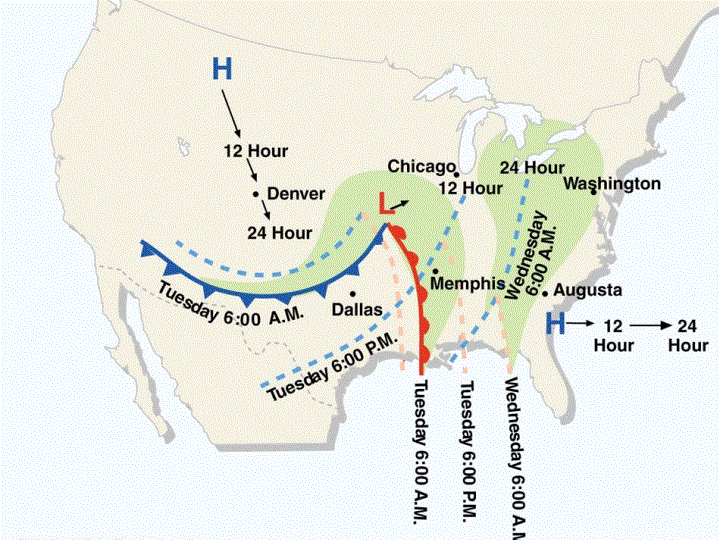 H
12 Hour
Denver
24 Hour
Chicago
L
12 Hour
24 Hour
Washington
Wednesday
6:00 A.M.
Memphis
Augusta
Dallas
H
12
Hour
24
Hour
Tuesday 6:00 A.M.
Tuesday 6:00 P.M.
Tuesday 6:00 A.M.
Tuesday 6:00 P.M.
Wednesday 6:00 A.M